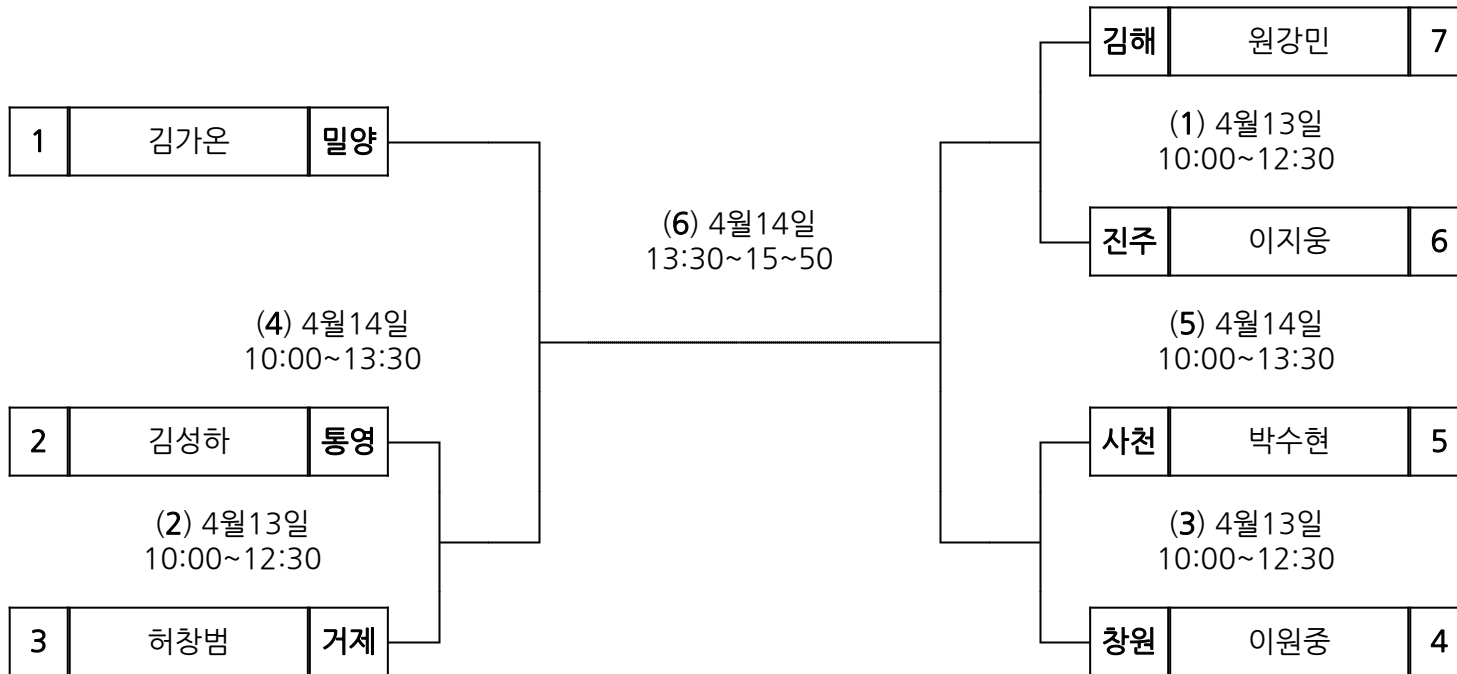 김해 원강민 7
1 김가온 밀양
(1) 4월13일
10:00~12:30
(6) 4월14일
13:30~15~50
진주 이지웅 6
(4) 4월14일
10:00~13:30
(5) 4월14일
10:00~13:30
2 김성하 통영
사천 박수현 5
(2) 4월13일
10:00~12:30
(3) 4월13일
10:00~12:30
3 허창범 거제
창원 이원중 4